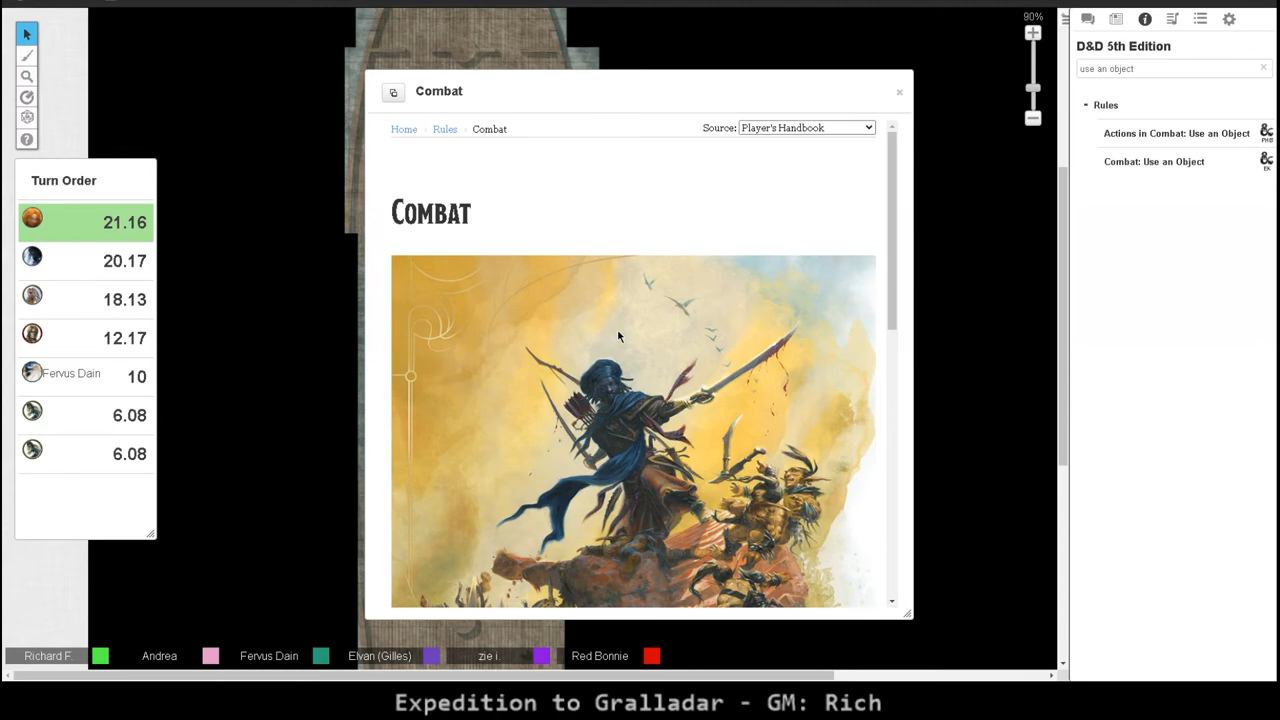 90%
D&D 5th Edition
use an object
Rules
Actions in Combat: Use an Object
PHB
Combat: Use an Object
EK
Turn Order
21.16
20.17
18.13
12.17
Fervus Dain 10
6.08
6.08
Combat
Home Rules Combat
Source: Player's Handbook
Combat
Richard F. Andrea Fervus Dain Elvan (Gilles) zie i. Red Bonnie
Expedition to Gralladar - GM: Rich